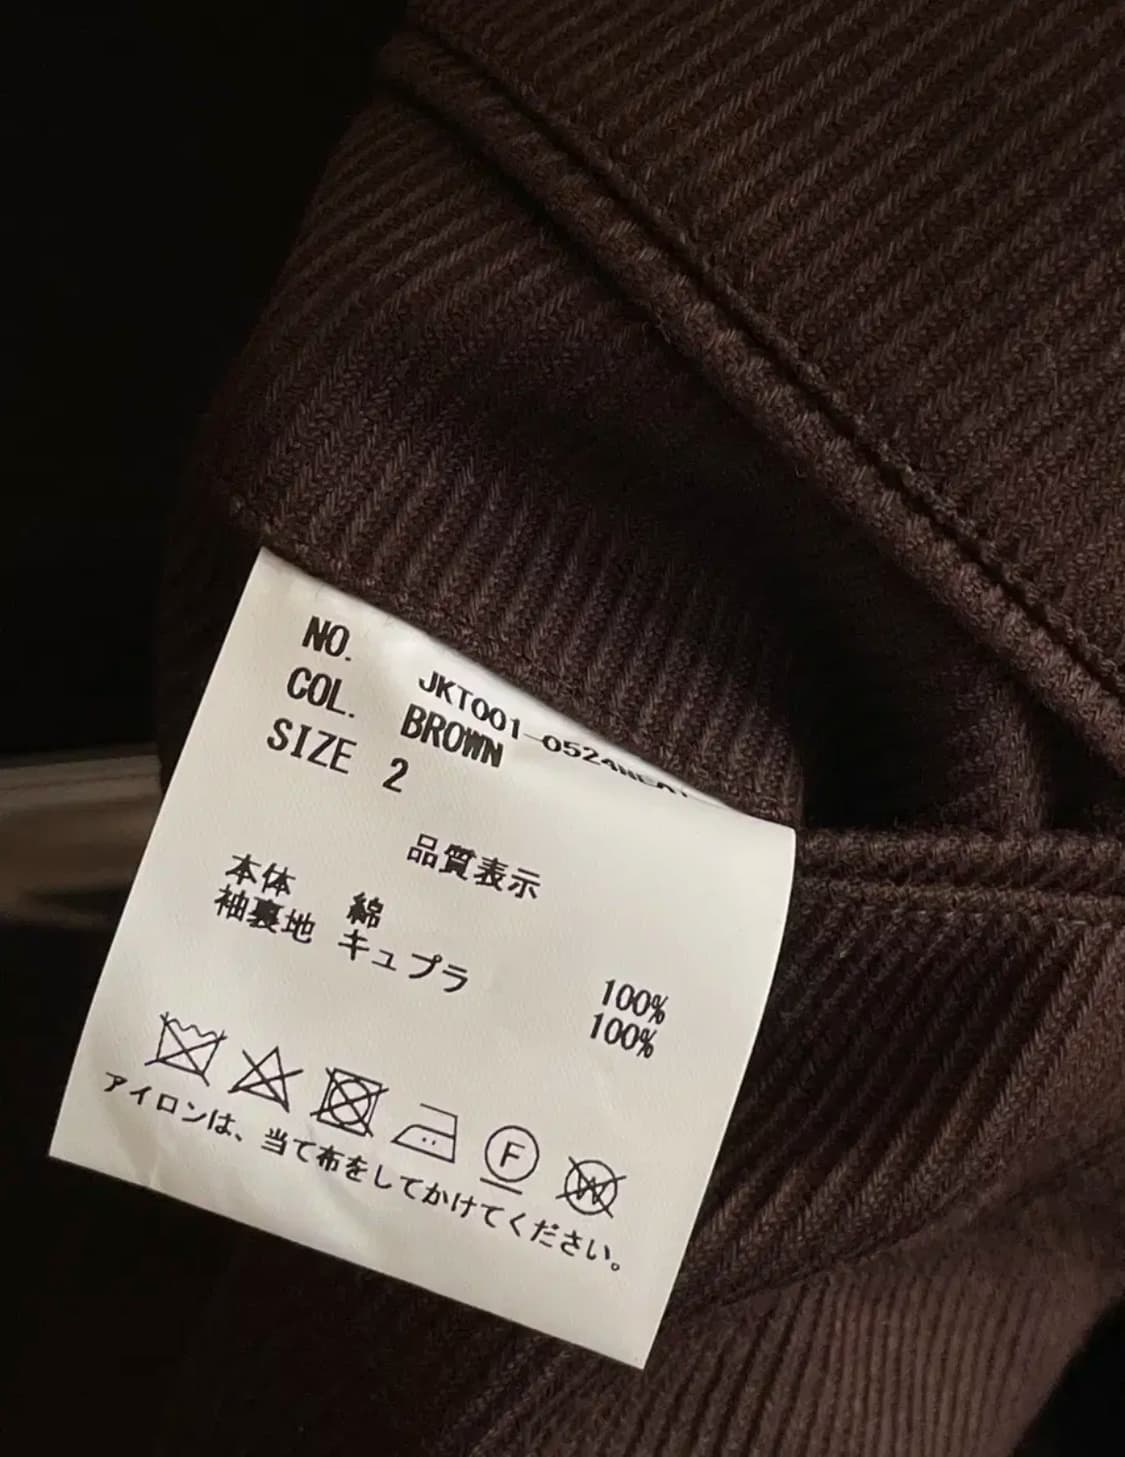 NO. JKT001-0524
COL. BROWN
SIZE 2
品質表示
本体 綿 100%
袖裏地 キュプラ 100%
F W
アイロンは、当て布をしてかけてください。